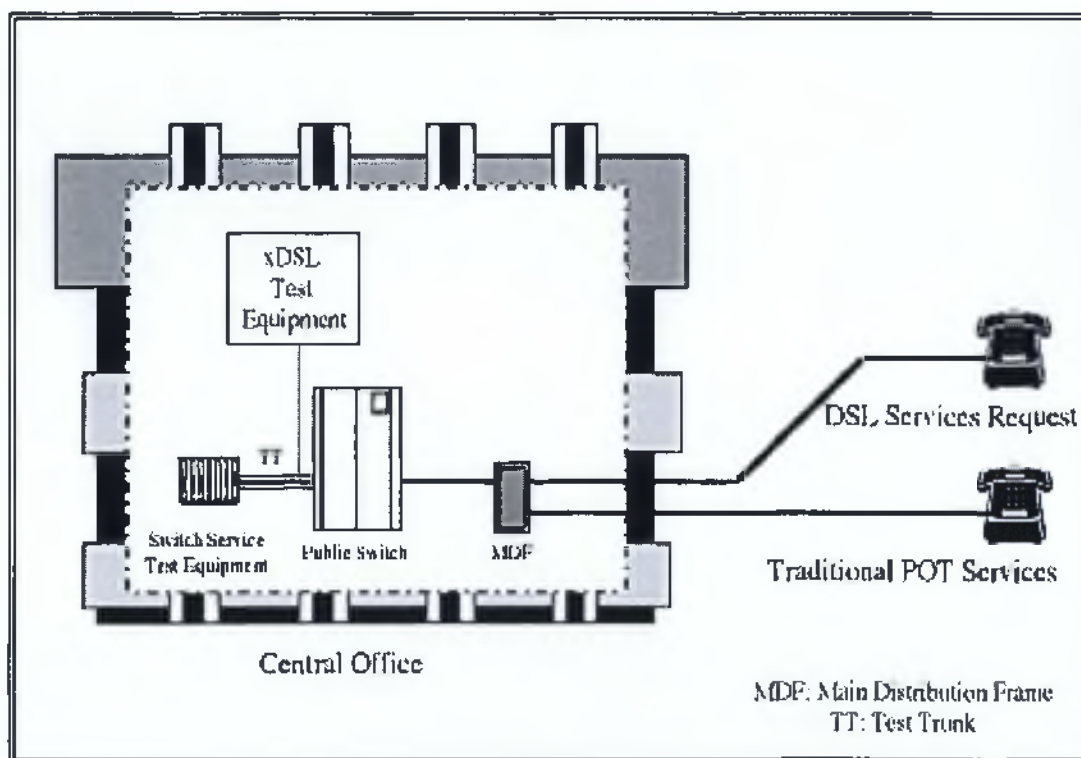 xDSL
Test
Equipment
TT
Switch Service
Test Equipment
Public Switch
MDF
DSL Services Request
Traditional POT Services
Central Office
MDF: Main Distribution Frame
TT: Test Trunk